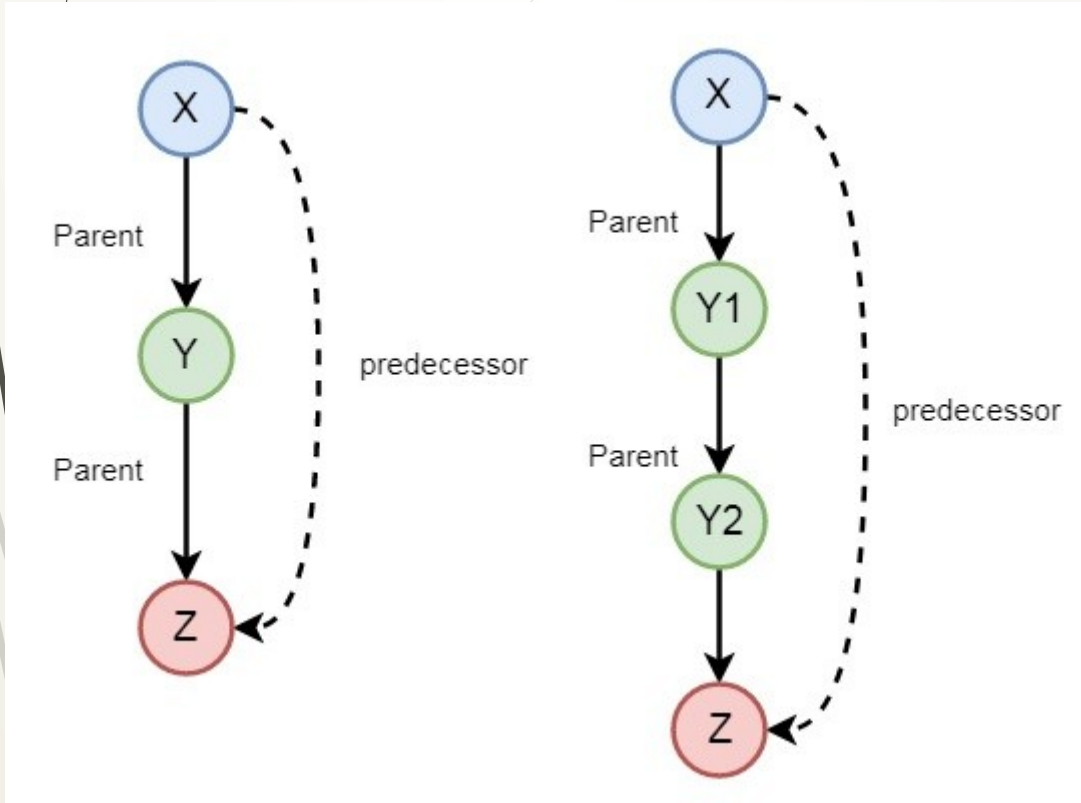 X
Parent
Y
predecessor
Parent
Z
X
Parent
Y1
predecessor
Parent
Y2
Z